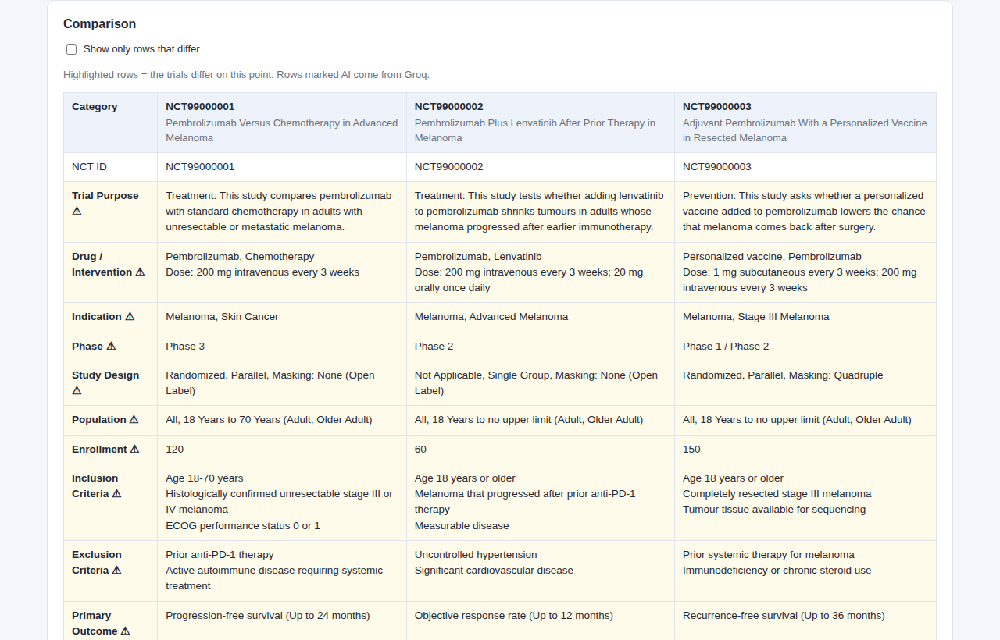 Comparison
Show only rows that differ
Highlighted rows = the trials differ on this point. Rows marked AI come from Groq.
Category
NCT99000001
Pembrolizumab Versus Chemotherapy in Advanced
Melanoma
NCT99000002
Pembrolizumab Plus Lenvatinib After Prior Therapy in
Melanoma
NCT99000003
Adjuvant Pembrolizumab With a Personalized Vaccine
in Resected Melanoma
NCT ID
NCT99000001
NCT99000002
NCT99000003
Trial Purpose
⚠
Treatment: This study compares pembrolizumab
with standard chemotherapy in adults with
unresectable or metastatic melanoma.
Treatment: This study tests whether adding lenvatinib
to pembrolizumab shrinks tumours in adults whose
melanoma progressed after earlier immunotherapy.
Prevention: This study asks whether a personalized
vaccine added to pembrolizumab lowers the chance
that melanoma comes back after surgery.
Drug /
Intervention ⚠
Pembrolizumab, Chemotherapy
Dose: 200 mg intravenous every 3 weeks
Pembrolizumab, Lenvatinib
Dose: 200 mg intravenous every 3 weeks; 20 mg
orally once daily
Personalized vaccine, Pembrolizumab
Dose: 1 mg subcutaneous every 3 weeks; 200 mg
intravenous every 3 weeks
Indication ⚠
Melanoma, Skin Cancer
Melanoma, Advanced Melanoma
Melanoma, Stage III Melanoma
Phase ⚠
Phase 3
Phase 2
Phase 1 / Phase 2
Study Design
⚠
Randomized, Parallel, Masking: None (Open
Label)
Not Applicable, Single Group, Masking: None (Open
Label)
Randomized, Parallel, Masking: Quadruple
Population ⚠
All, 18 Years to 70 Years (Adult, Older Adult)
All, 18 Years to no upper limit (Adult, Older Adult)
All, 18 Years to no upper limit (Adult, Older Adult)
Enrollment ⚠
120
60
150
Inclusion
Criteria ⚠
Age 18-70 years
Histologically confirmed unresectable stage III or
IV melanoma
ECOG performance status 0 or 1
Age 18 years or older
Melanoma that progressed after prior anti-PD-1
therapy
Measurable disease
Age 18 years or older
Completely resected stage III melanoma
Tumour tissue available for sequencing
Exclusion
Criteria ⚠
Prior anti-PD-1 therapy
Active autoimmune disease requiring systemic
treatment
Uncontrolled hypertension
Significant cardiovascular disease
Prior systemic therapy for melanoma
Immunodeficiency or chronic steroid use
Primary
Outcome ⚠
Progression-free survival (Up to 24 months)
Objective response rate (Up to 12 months)
Recurrence-free survival (Up to 36 months)